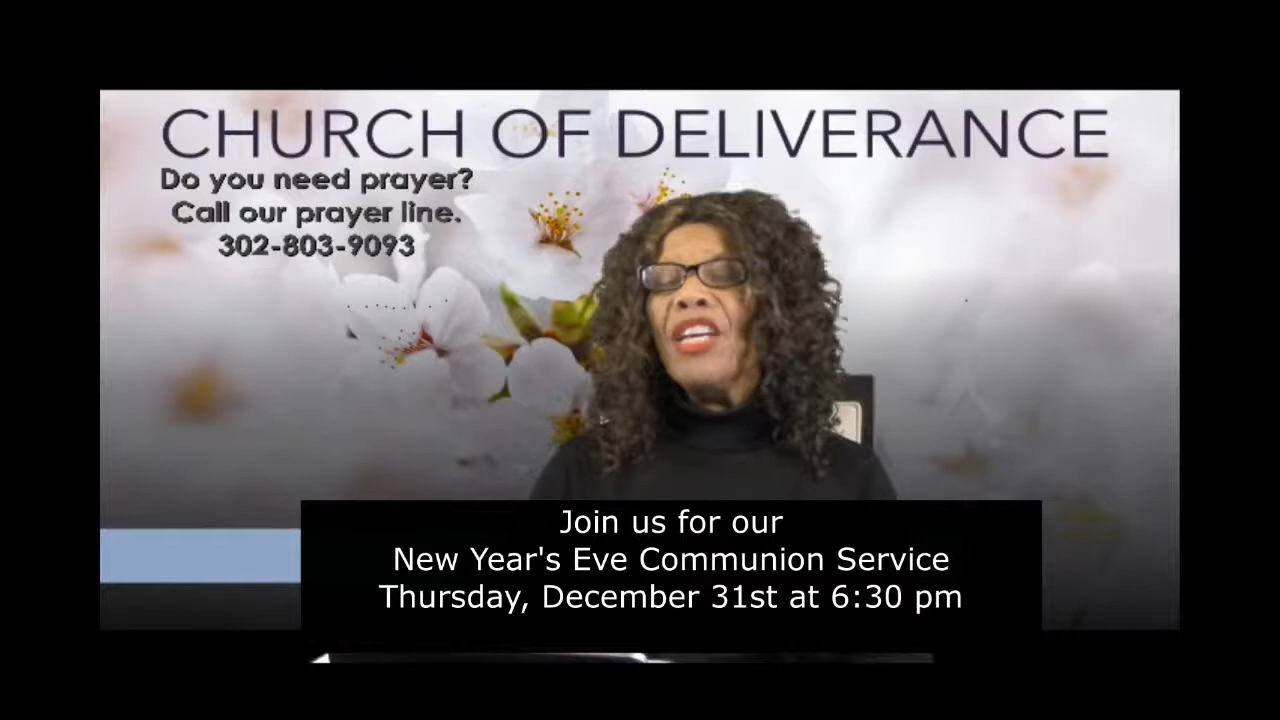 CHURCH OF DELIVERANCE
Do you need prayer?
Call our prayer line.
302-803-9093
Join us for our
New Year's Eve Communion Service
Thursday, December 31st at 6:30 pm